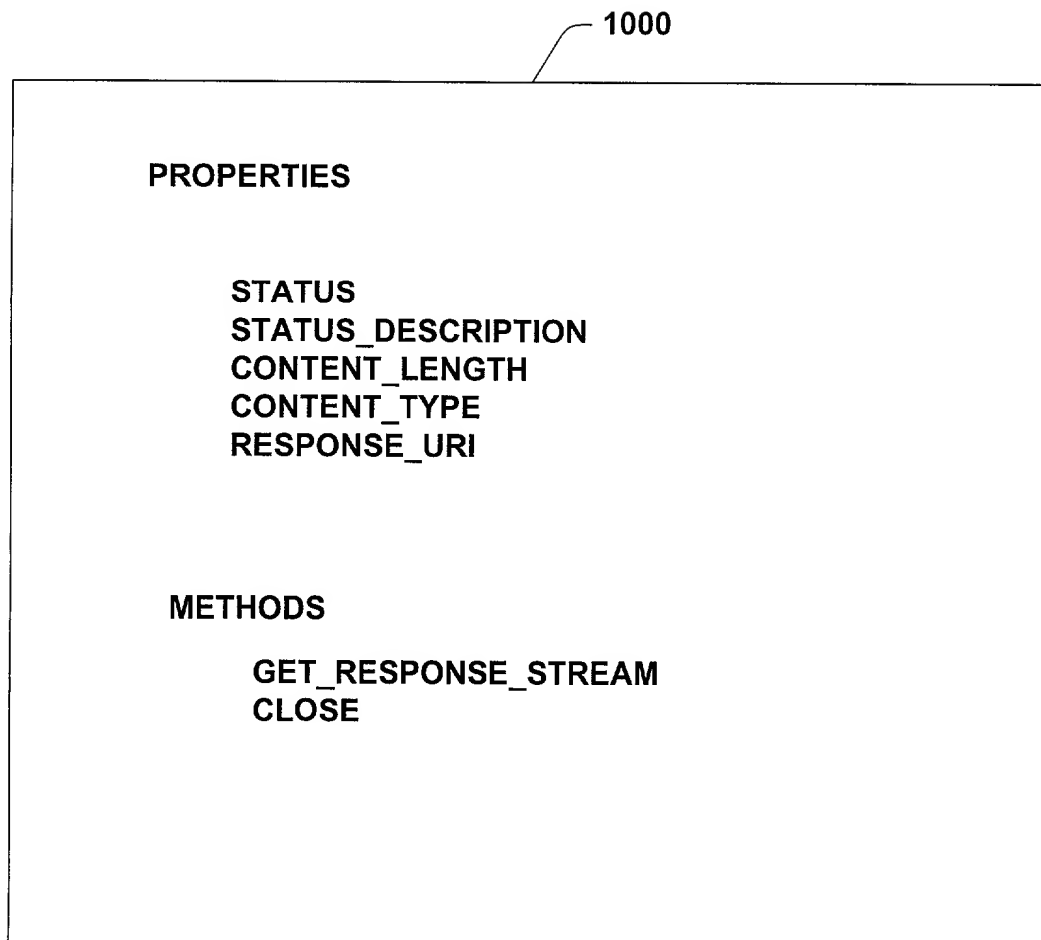 1000
PROPERTIES
STATUS
STATUS_DESCRIPTION
CONTENT_LENGTH
CONTENT_TYPE
RESPONSE_URI
METHODS
GET_RESPONSE_STREAM
CLOSE